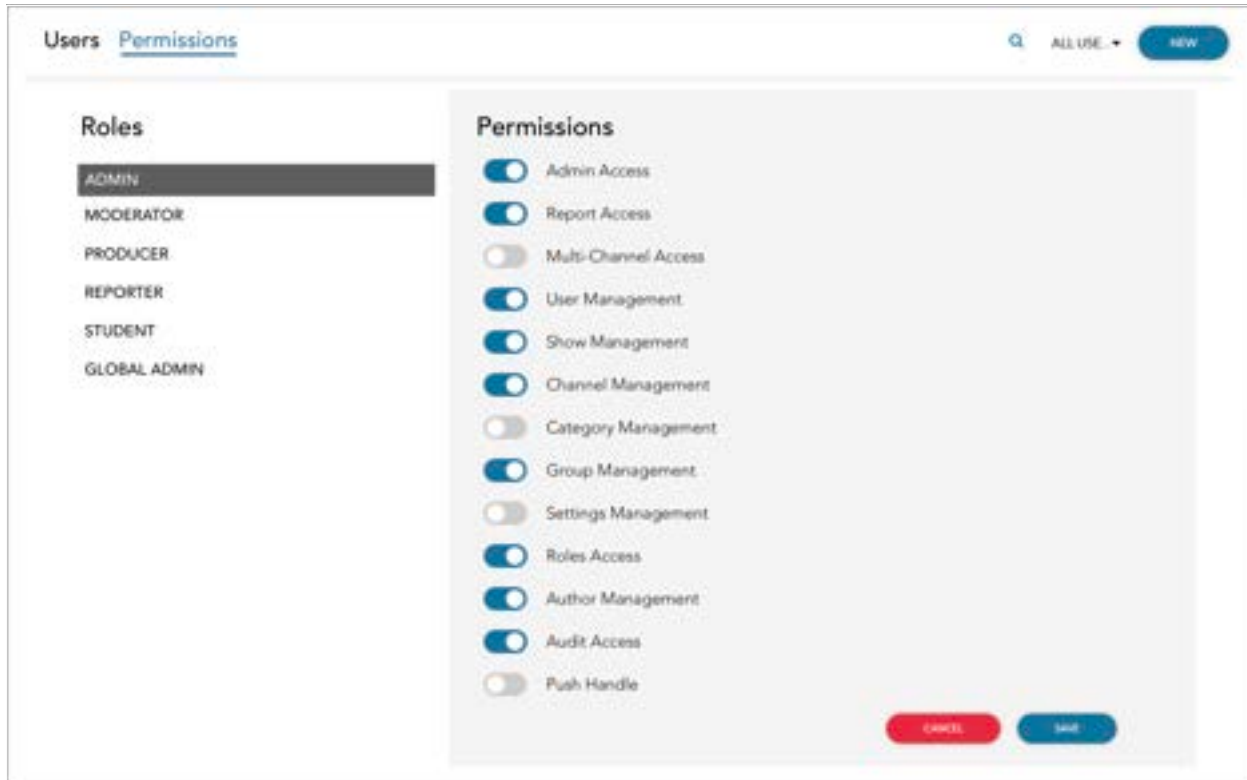 Users Permissions
ALL USE.. NEW
Roles
ADMIN
MODERATOR
PRODUCER
REPORTER
STUDENT
GLOBAL ADMIN
Permissions
Admin Access
Report Access
Multi-Channel Access
User Management
Show Management
Channel Management
Category Management
Group Management
Settings Management
Roles Access
Author Management
Audit Access
Push Handle
CANCEL SAVE